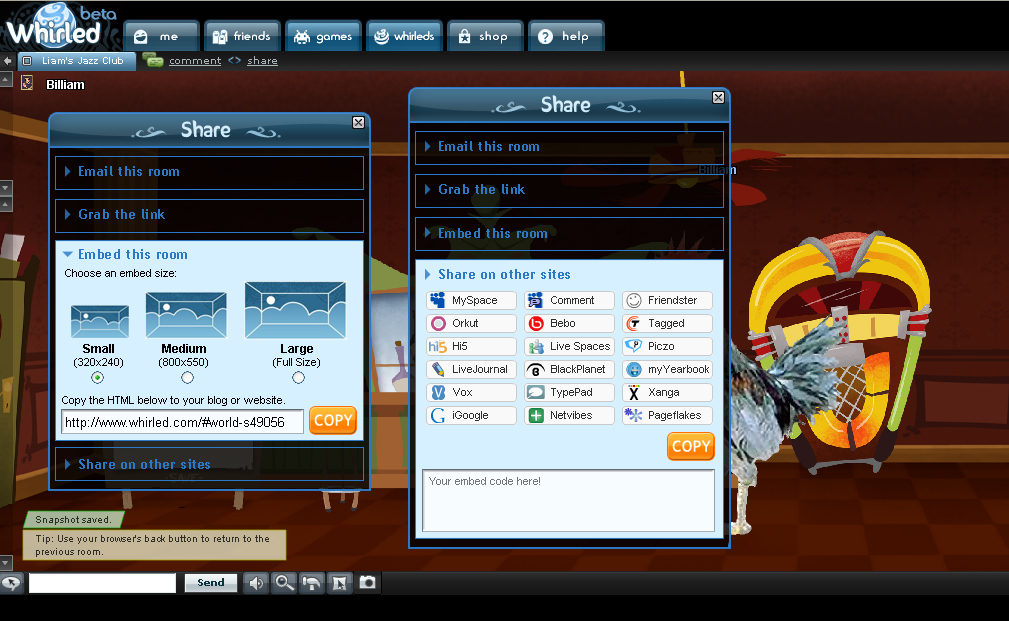 Whirled beta
me
friends
games
whirleds
shop
help
Liam's Jazz Club
comment <> share
Billiam
Share
Email this room
Grab the link
Embed this room
Choose an embed size:
Small Medium Large
(320x240) (800x550) (Full Size)
Copy the HTML below to your blog or website.
http://www.whirled.com/#world-s49056 COPY
Share on other sites
Share
Email this room
Billiam
Grab the link
Embed this room
Share on other sites
MySpace Comment Friendster
Orkut Bebo Tagged
hi5 Hi5 Live Spaces Piczo
LiveJournal BlackPlanet myYearbook
Vox TypePad Xanga
iGoogle Netvibes Pageflakes
COPY
Your embed code here!
Snapshot saved.
Tip: Use your browser's back button to return to the
previous room.
Send